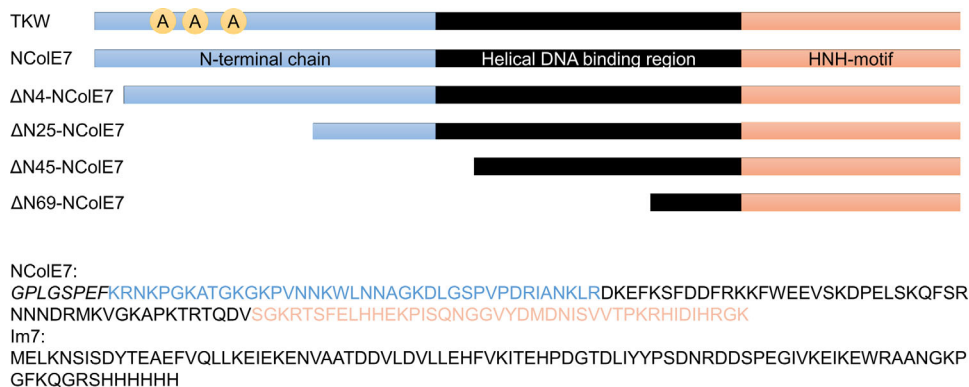 TKW A A A
NColE7 N-terminal chain Helical DNA binding region HNH-motif
ΔN4-NColE7
ΔN25-NColE7
ΔN45-NColE7
ΔN69-NColE7
NColE7:
GPLGSPEFKRNKPGKATGKGKPVNNKWLNNAGKDLGSPVPDRIANKLRDKEFKSFDDFRKKFWEEVSKDPELSKQFSR
NNNDRMKVGKAPKTRTQDVSGKRTSFELHHEKPISQNGGVYDMDNISVVTPKRHIDIHRGK
Im7:
MELKNSISDYTEAEFVQLLKEIEKENVAATDDVLDVLLEHFVKITEHPDGTDLIYYPSDNRDDSPEGIVKEIKEWRAANGKP
GFKQGRSHHHHHH